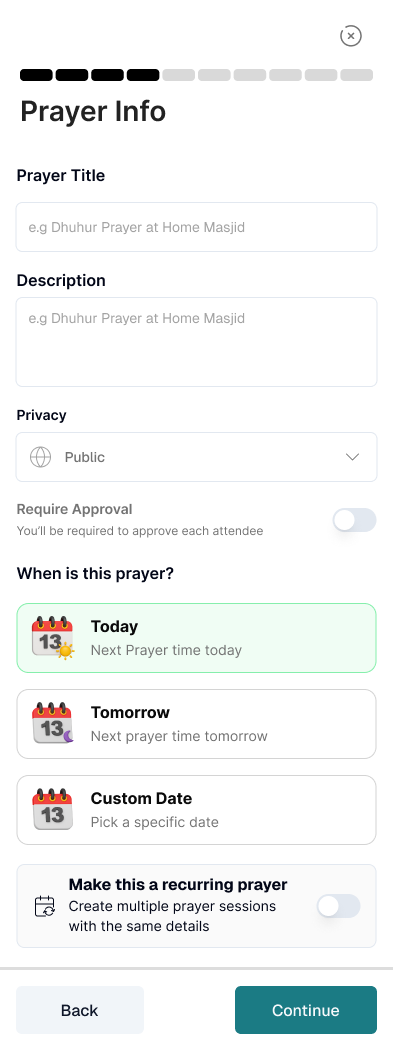 Prayer Info
Prayer Title
e.g Dhuhur Prayer at Home Masjid
Description
e.g Dhuhur Prayer at Home Masjid
Privacy
Public
Require Approval
You'll be required to approve each attendee
When is this prayer?
13
Today
Next Prayer time today
13
Tomorrow
Next prayer time tomorrow
13
Custom Date
Pick a specific date
Make this a recurring prayer
Create multiple prayer sessions
with the same details
Back
Continue